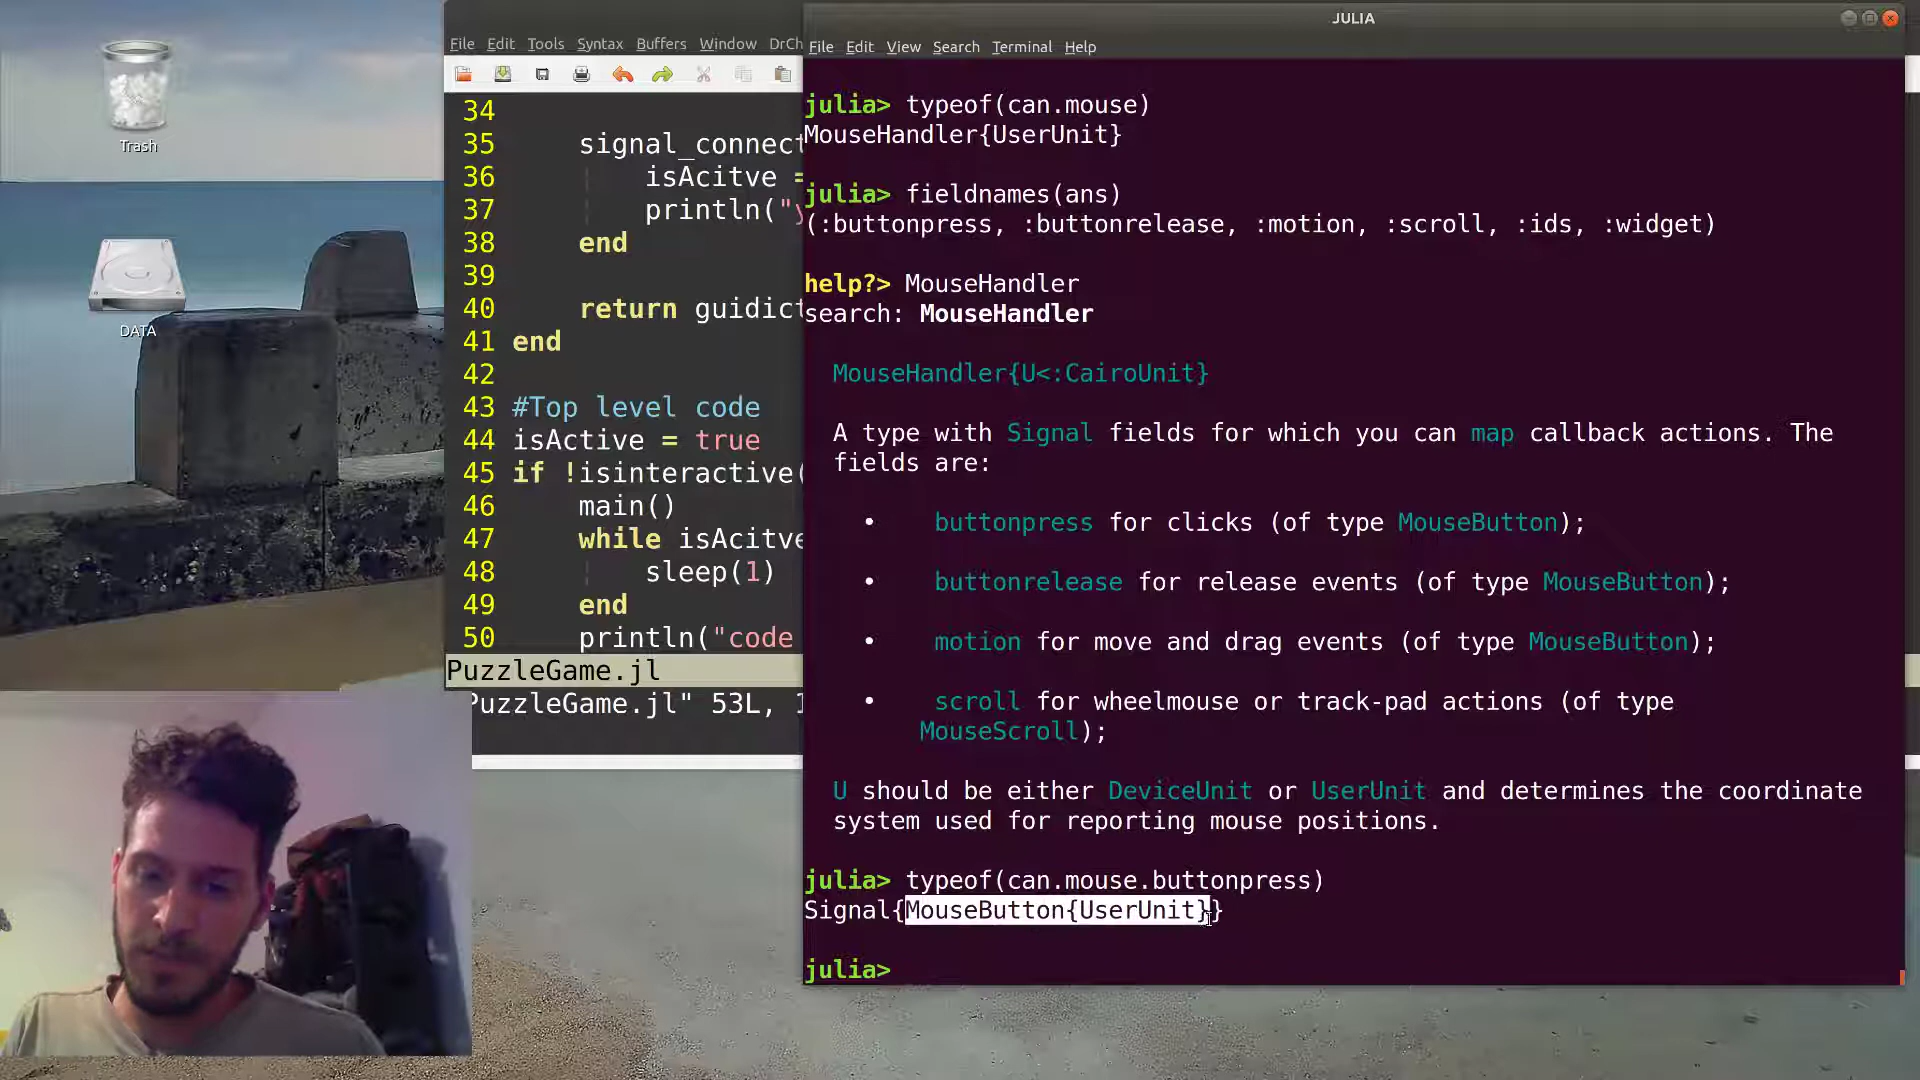 Trash
DATA
File Edit Tools Syntax Buffers Window DrCh
34
35 signal_connect
36 isAcitve =
37 println("y
38 end
39
40 return guidict
41 end
42
43 #Top level code
44 isActive = true
45 if !isinteractive(
46 main()
47 while isAcitve
48 sleep(1)
49 end
50 println("code
PuzzleGame.jl
PuzzleGame.jl" 53L, 1
JULIA
File Edit View Search Terminal Help
julia> typeof(can.mouse)
MouseHandler{UserUnit}
julia> fieldnames(ans)
(:buttonpress, :buttonrelease, :motion, :scroll, :ids, :widget)
help?> MouseHandler
search: MouseHandler
MouseHandler{U<:CairoUnit}
A type with Signal fields for which you can map callback actions. The
fields are:
• buttonpress for clicks (of type MouseButton);
• buttonrelease for release events (of type MouseButton);
• motion for move and drag events (of type MouseButton);
• scroll for wheelmouse or track-pad actions (of type
MouseScroll);
U should be either DeviceUnit or UserUnit and determines the coordinate
system used for reporting mouse positions.
julia> typeof(can.mouse.buttonpress)
Signal{MouseButton{UserUnit}}
julia>